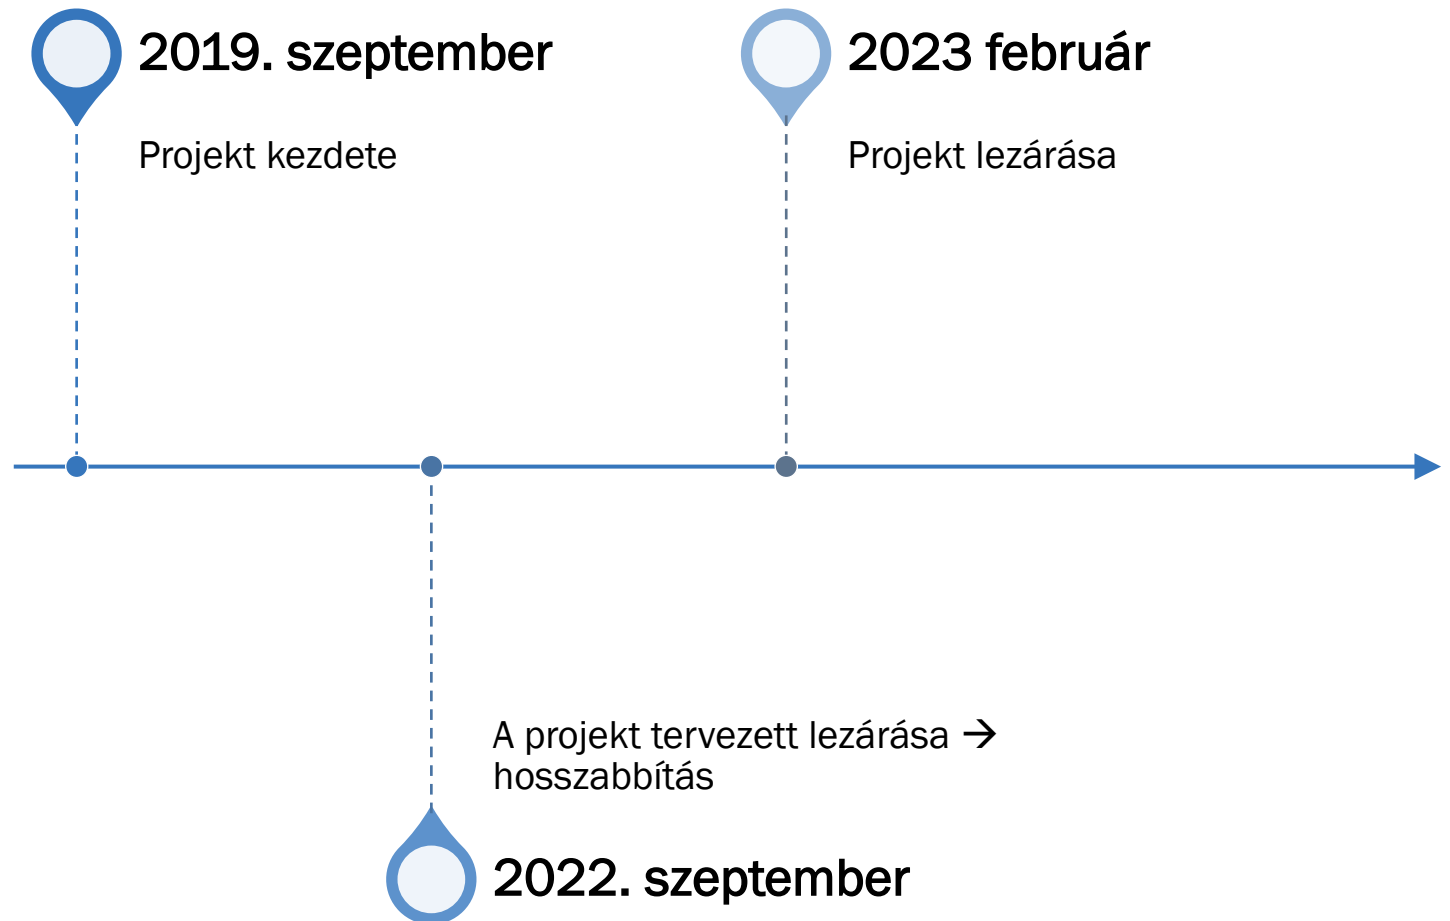 2019. szeptember
Projekt kezdete
2023 február
Projekt lezárása
A projekt tervezett lezárása →
hosszabbítás
2022. szeptember